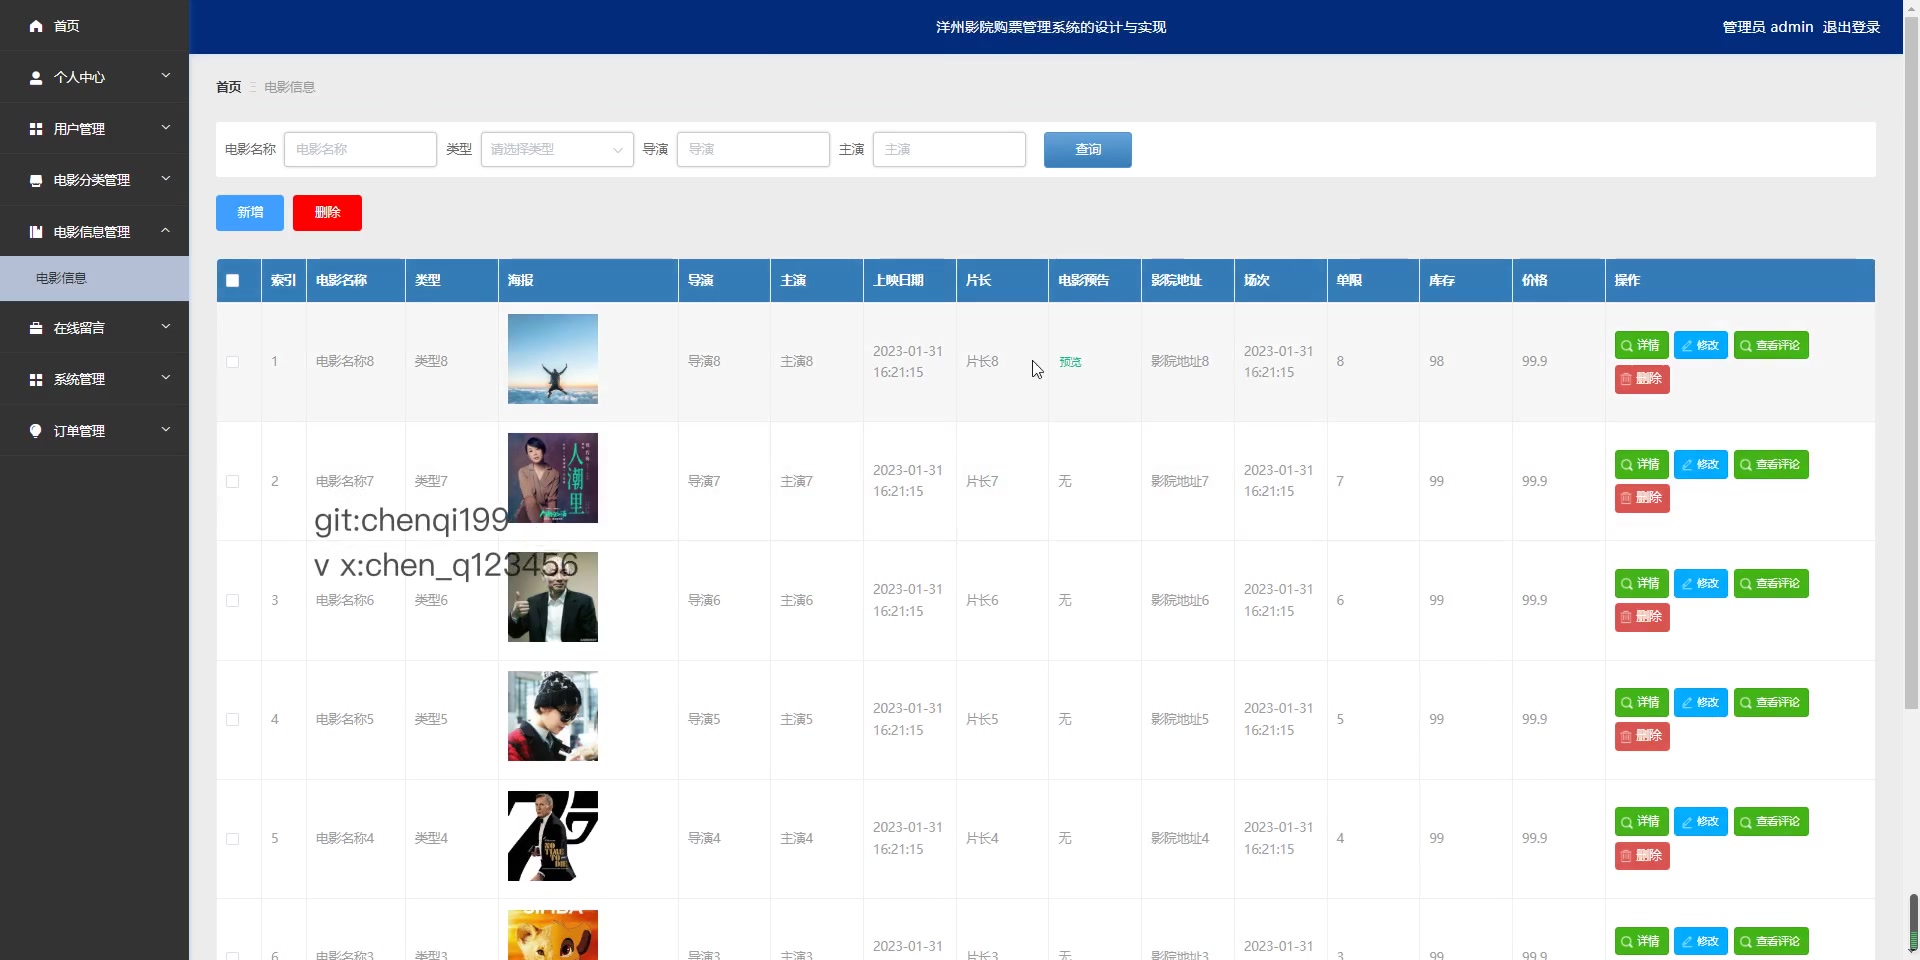 首页
个人中心
用户管理
电影分类管理
电影信息管理
电影信息
在线留言
系统管理
订单管理
洋州影院购票管理系统的设计与实现
管理员 admin 退出登录
首页 电影信息
电影名称 电影名称 类型 请选择类型 导演 导演 主演 主演 查询
新增 删除
索引 电影名称 类型 海报 导演 主演 上映日期 片长 电影预告 影院地址 场次 单限 库存 价格 操作
1 电影名称8 类型8 导演8 主演8 2023-01-31 16:21:15 片长8 预览 影院地址8 2023-01-31 16:21:15 8 98 99.9 详情 修改 查看评论 删除
2 电影名称7 类型7 人潮里 导演7 主演7 2023-01-31 16:21:15 片长7 无 影院地址7 2023-01-31 16:21:15 7 99 99.9 详情 修改 查看评论 删除
git:chenqi199
v x:chen_q123456
3 电影名称6 类型6 导演6 主演6 2023-01-31 16:21:15 片长6 无 影院地址6 2023-01-31 16:21:15 6 99 99.9 详情 修改 查看评论 删除
4 电影名称5 类型5 导演5 主演5 2023-01-31 16:21:15 片长5 无 影院地址5 2023-01-31 16:21:15 5 99 99.9 详情 修改 查看评论 删除
5 电影名称4 类型4 NO TIME TO DIE 导演4 主演4 2023-01-31 16:21:15 片长4 无 影院地址4 2023-01-31 16:21:15 4 99 99.9 详情 修改 查看评论 删除
6 电影名称3 类型3 SIMBA 导演3 主演3 2023-01-31 片长3 无 影院地址3 2023-01-31 3 99 99.9 详情 修改 查看评论